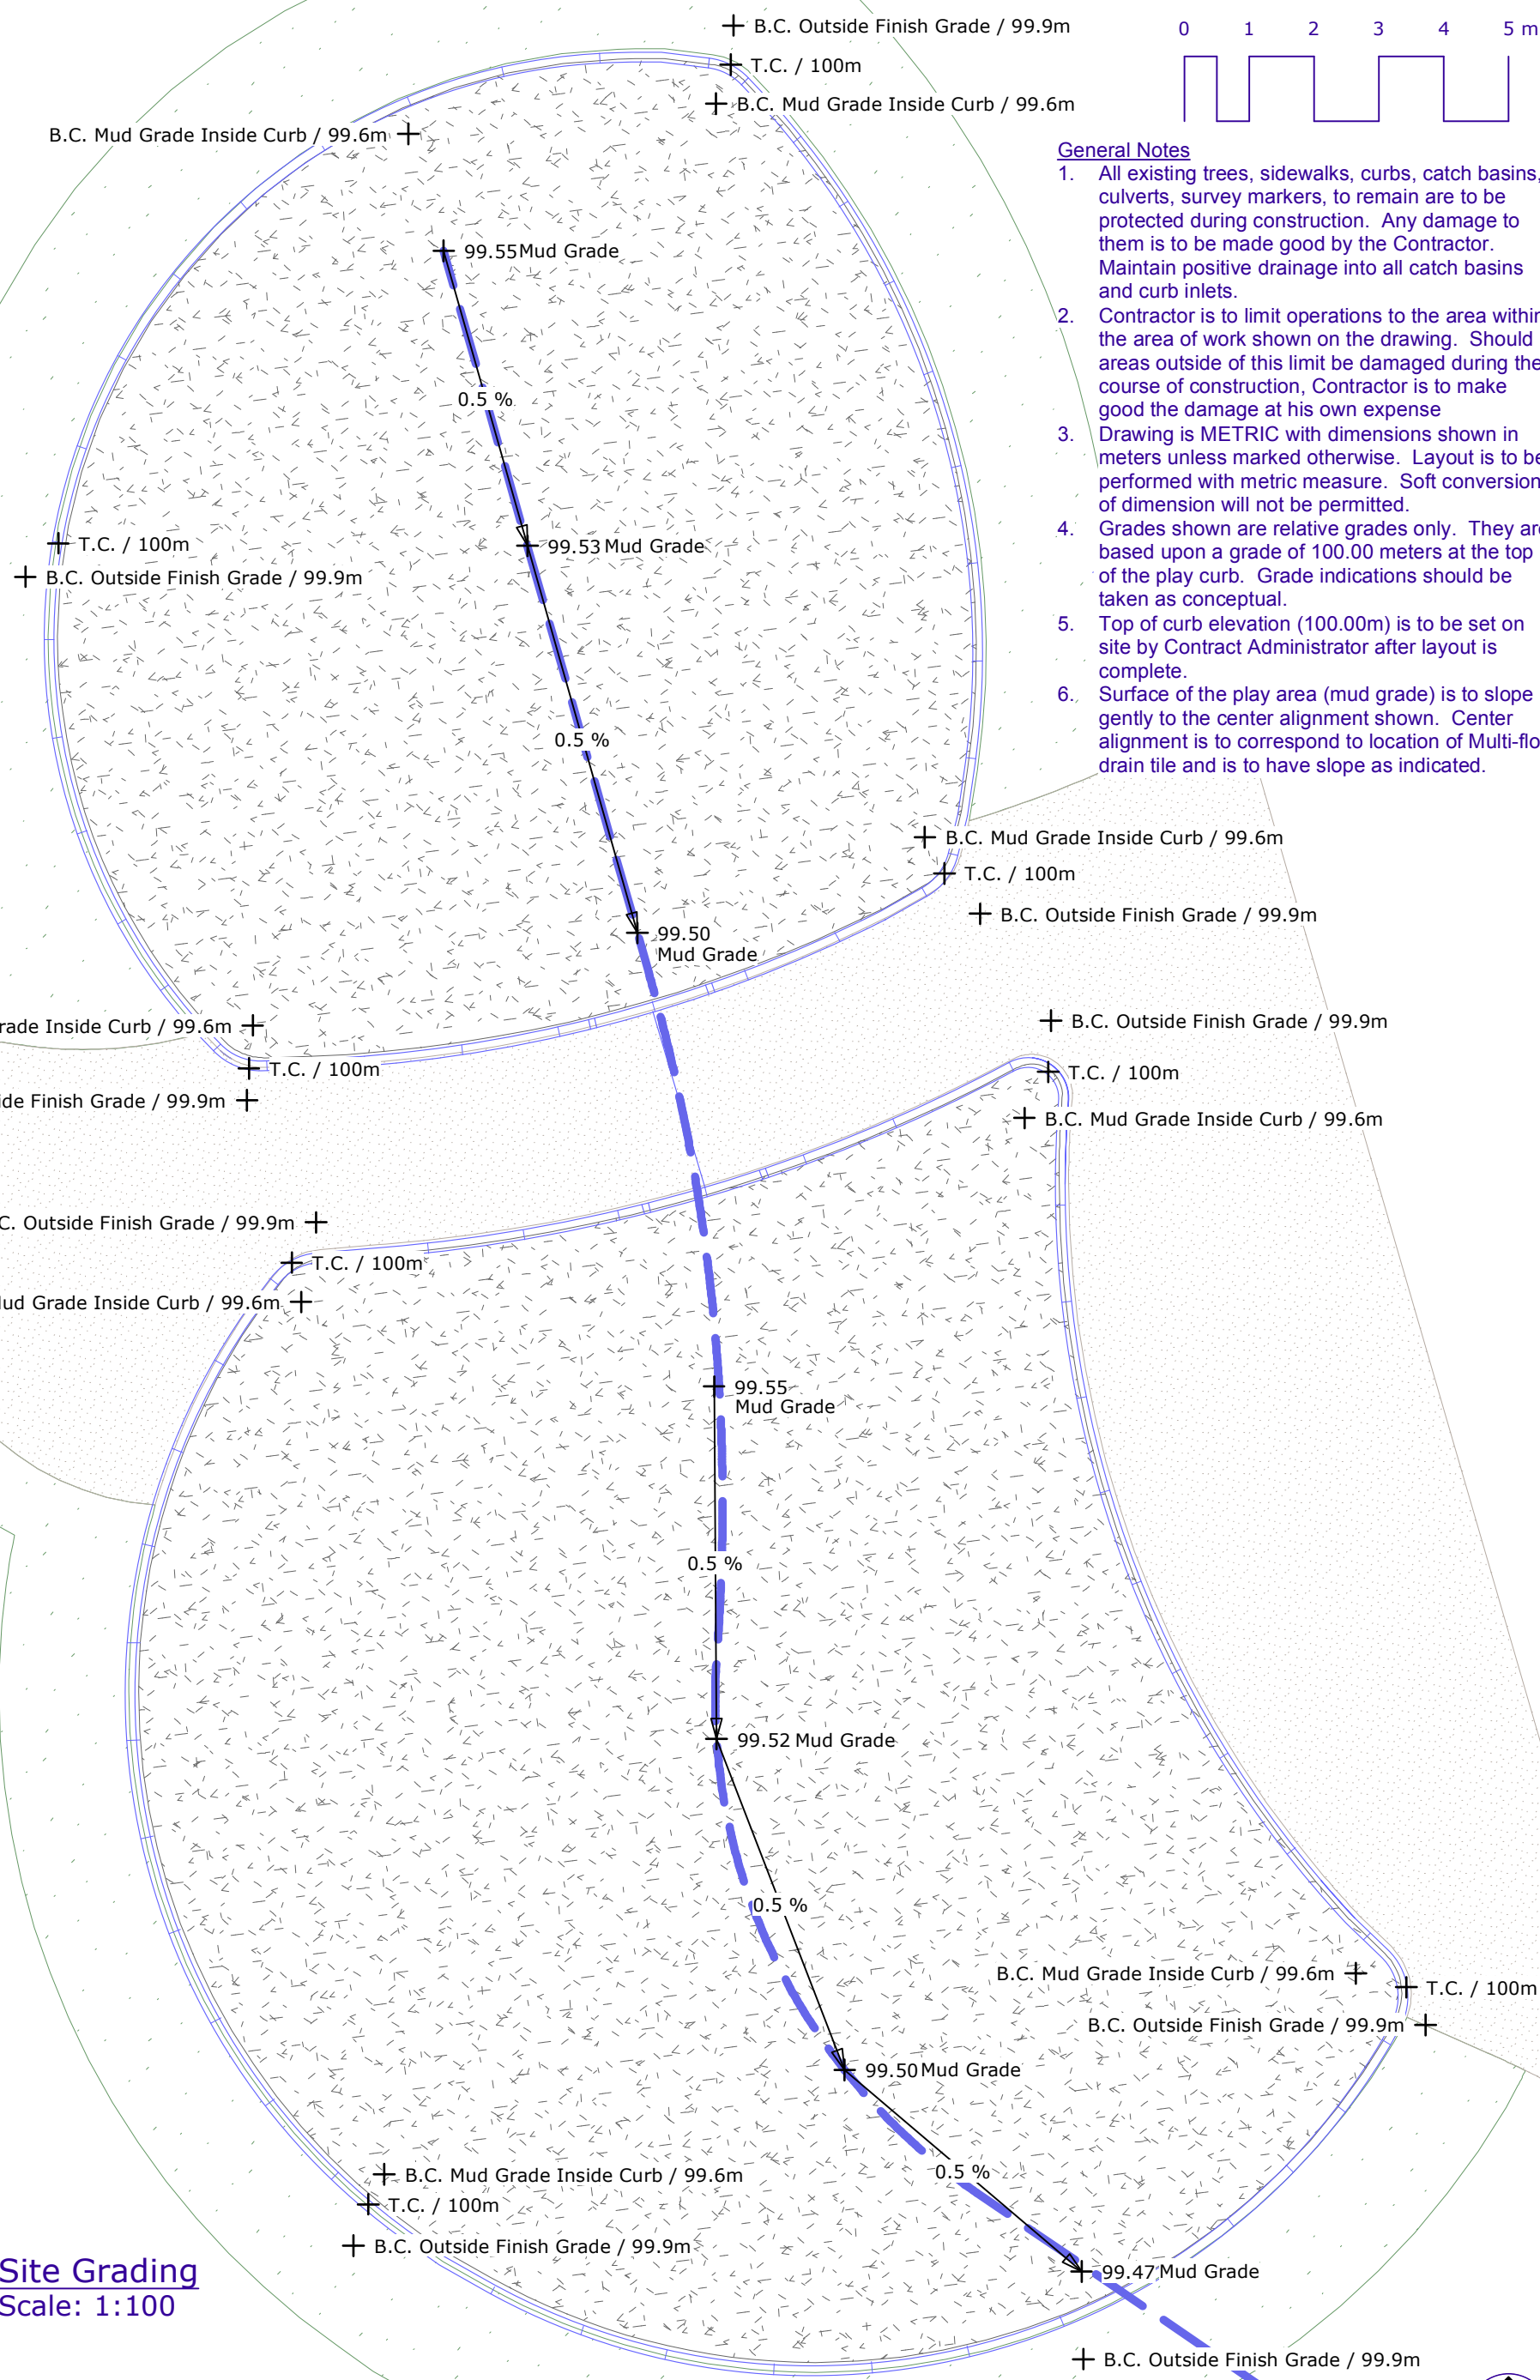 B.C. Outside Finish Grade / 99.9m
T.C. / 100m
B.C. Mud Grade Inside Curb / 99.6m
B.C. Mud Grade Inside Curb / 99.6m
0 1 2 3 4 5 m
General Notes
1. All existing trees, sidewalks, curbs, catch basins,
culverts, survey markers, to remain are to be
protected during construction. Any damage to
them is to be made good by the Contractor.
Maintain positive drainage into all catch basins
and curb inlets.
2. Contractor is to limit operations to the area within
the area of work shown on the drawing. Should
areas outside of this limit be damaged during the
course of construction, Contractor is to make
good the damage at his own expense
3. Drawing is METRIC with dimensions shown in
meters unless marked otherwise. Layout is to be
performed with metric measure. Soft conversion
of dimension will not be permitted.
4. Grades shown are relative grades only. They are
based upon a grade of 100.00 meters at the top
of the play curb. Grade indications should be
taken as conceptual.
5. Top of curb elevation (100.00m) is to be set on
site by Contract Administrator after layout is
complete.
6. Surface of the play area (mud grade) is to slope
gently to the center alignment shown. Center
alignment is to correspond to location of Multi-flo
drain tile and is to have slope as indicated.
99.55 Mud Grade
0.5 %
T.C. / 100m
99.53 Mud Grade
B.C. Outside Finish Grade / 99.9m
0.5 %
B.C. Mud Grade Inside Curb / 99.6m
T.C. / 100m
B.C. Outside Finish Grade / 99.9m
99.50
Mud Grade
rade Inside Curb / 99.6m
B.C. Outside Finish Grade / 99.9m
T.C. / 100m
T.C. / 100m
ide Finish Grade / 99.9m
B.C. Mud Grade Inside Curb / 99.6m
C. Outside Finish Grade / 99.9m
T.C. / 100m
ud Grade Inside Curb / 99.6m
99.55
Mud Grade
0.5 %
99.52 Mud Grade
0.5 %
B.C. Mud Grade Inside Curb / 99.6m
T.C. / 100m
B.C. Outside Finish Grade / 99.9m
99.50 Mud Grade
0.5 %
B.C. Mud Grade Inside Curb / 99.6m
T.C. / 100m
B.C. Outside Finish Grade / 99.9m
99.47 Mud Grade
Site Grading
Scale: 1:100
B.C. Outside Finish Grade / 99.9m